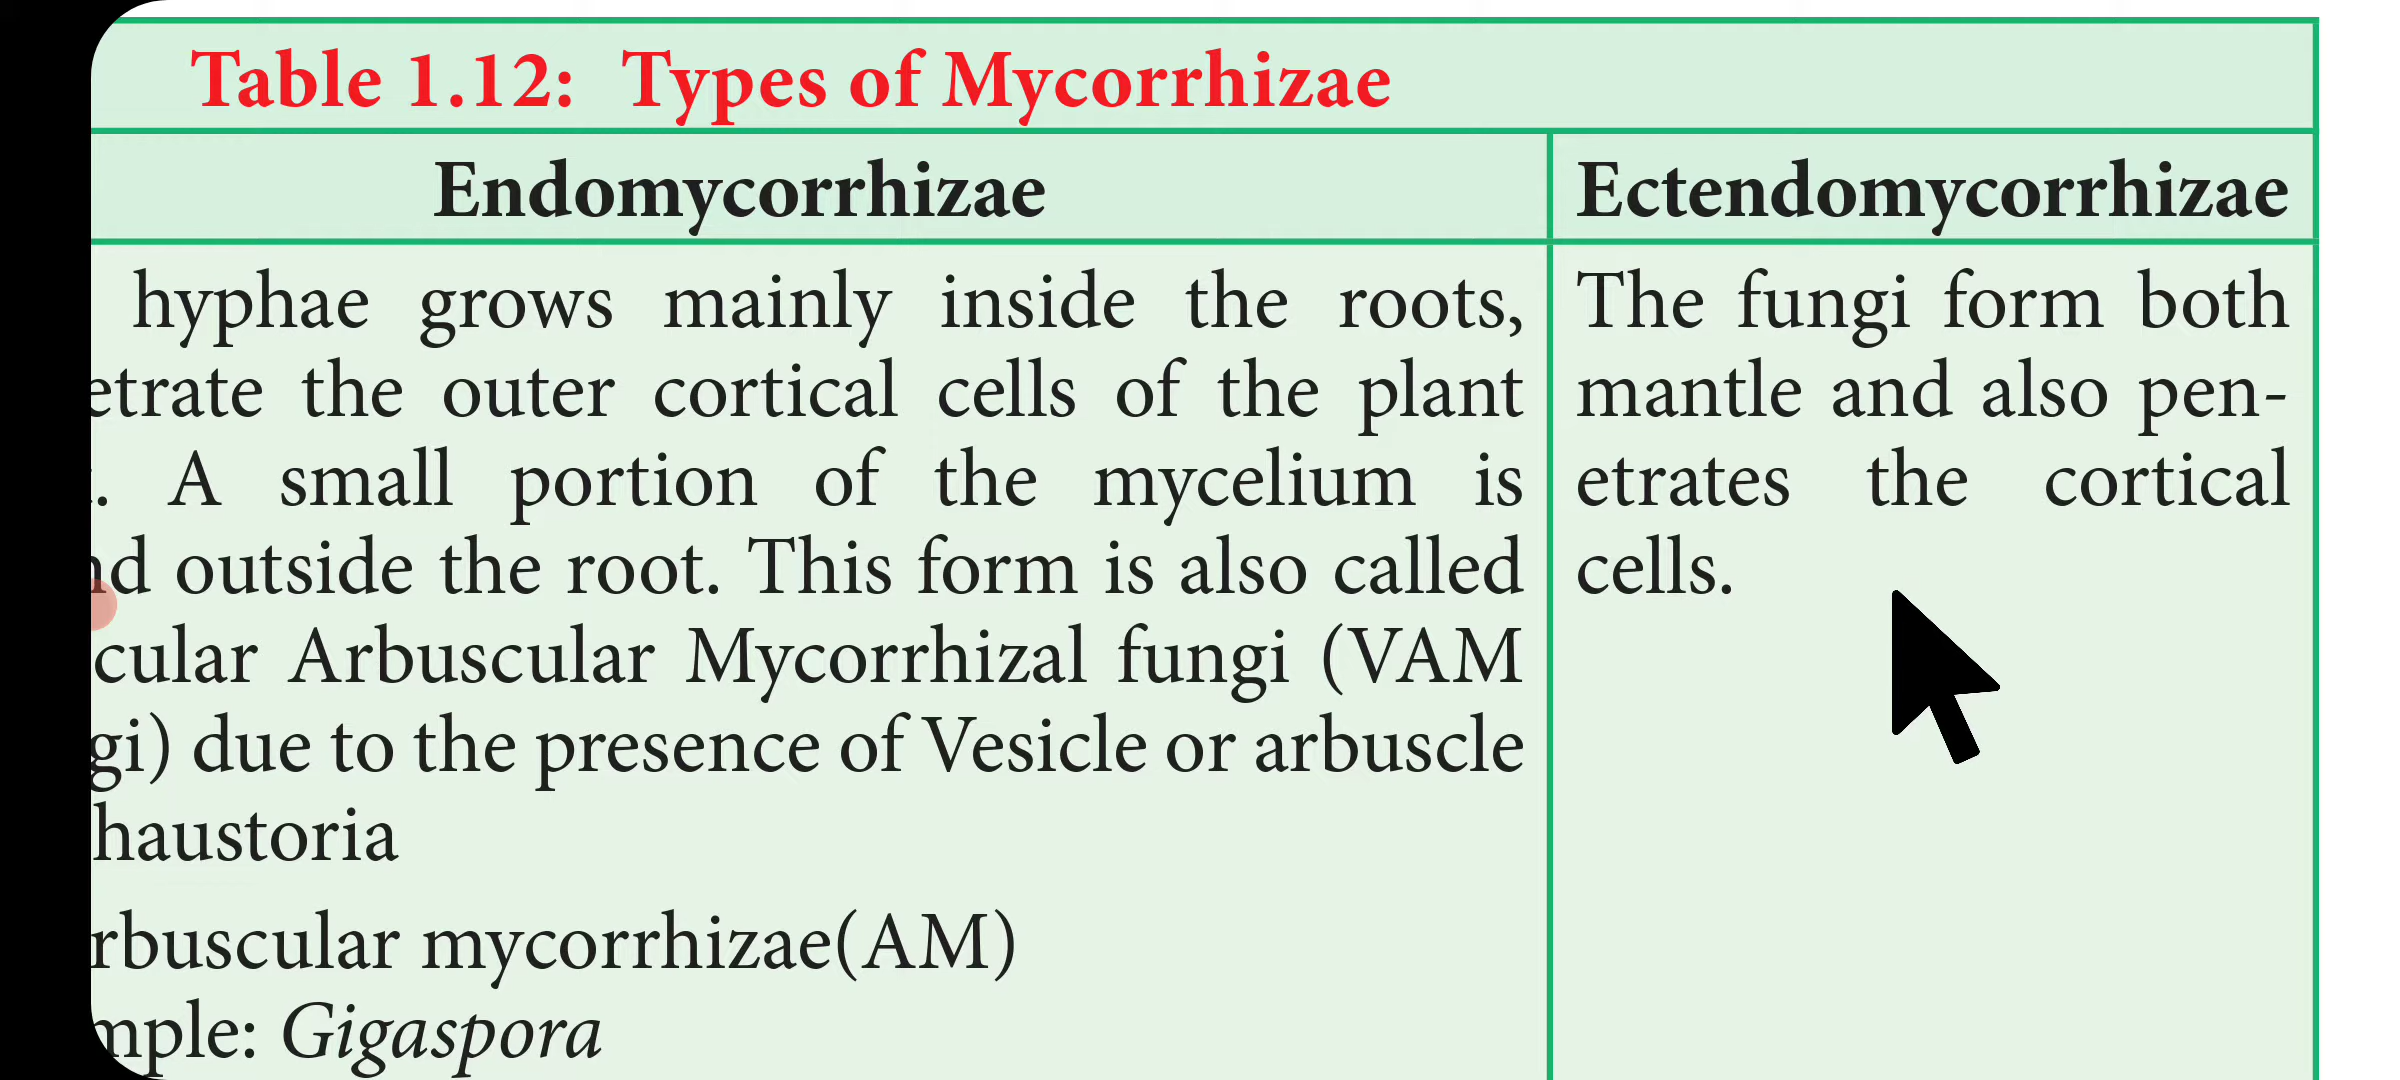 Table 1.12: Types of Mycorrhizae
Endomycorrhizae
hyphae grows mainly inside the roots,
etrate the outer cortical cells of the plant
. A small portion of the mycelium is
nd outside the root. This form is also called
cular Arbuscular Mycorrhizal fungi (VAM
gi) due to the presence of Vesicle or arbuscle
haustoria
rbuscular mycorrhizae(AM)
mple: Gigaspora
Ectendomycorrhizae
The fungi form both
mantle and also pen-
etrates the cortical
cells.